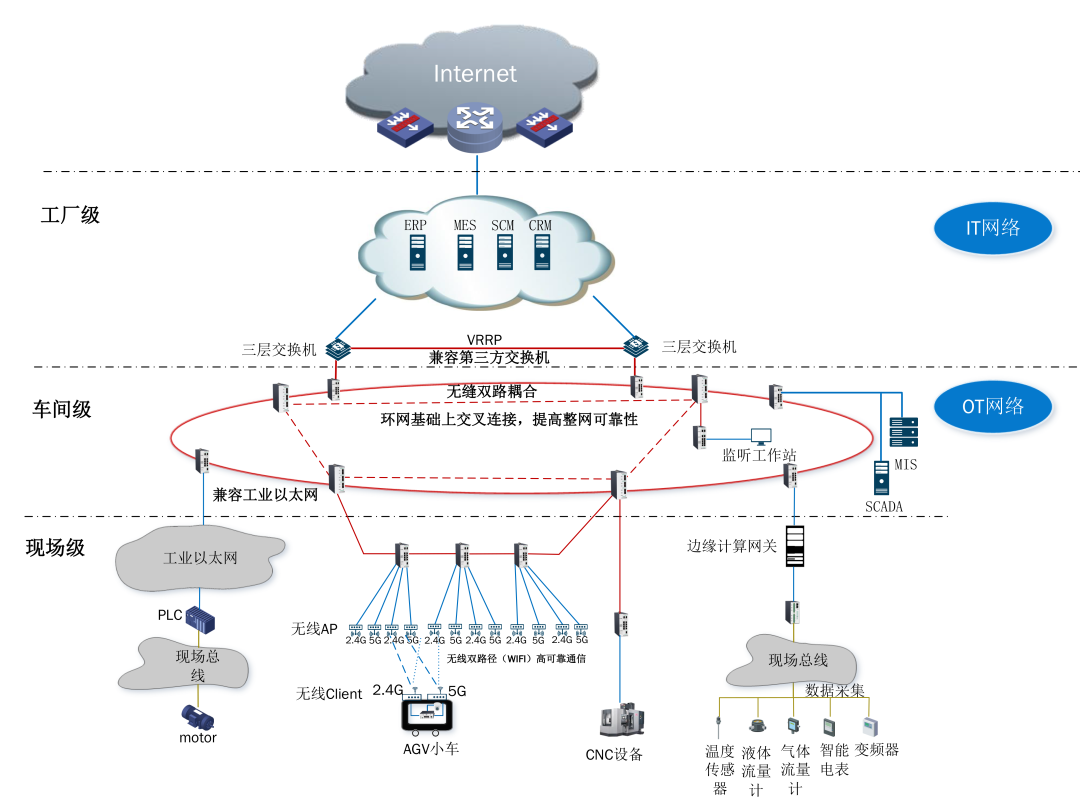 Internet
工厂级
ERP
MES
SCM
CRM
IT网络
三层交换机
VRRP
兼容第三方交换机
三层交换机
车间级
无缝双路耦合
环网基础上交叉连接，提高整网可靠性
OT网络
监听工作站
MIS
兼容工业以太网
SCADA
现场级
工业以太网
边缘计算网关
PLC
无线AP
2.4G
5G
2.4G
5G
2.4G
5G
2.4G
5G
2.4G
5G
2.4G
5G
现场总
线
无线双路径（WIFI）高可靠通信
现场总线
无线Client
2.4G
5G
数据采集
motor
AGV小车
CNC设备
温度
传感
器
液体
流量
计
气体
流量
计
智能
电表
变频器